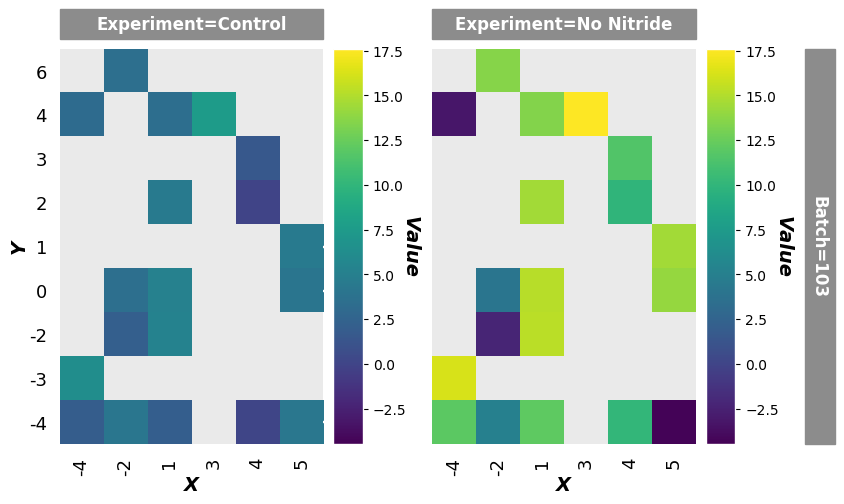 Experiment=Control
Experiment=No Nitride
17.5
15.0
12.5
10.0
7.5
5.0
2.5
0.0
−2.5
17.5
15.0
12.5
10.0
7.5
5.0
2.5
0.0
−2.5
6
4
3
2
1
0
-2
-3
-4
Y
Value
Value
Batch=103
-4 -2 1 3 4 5
-4 -2 1 3 4 5
X
X